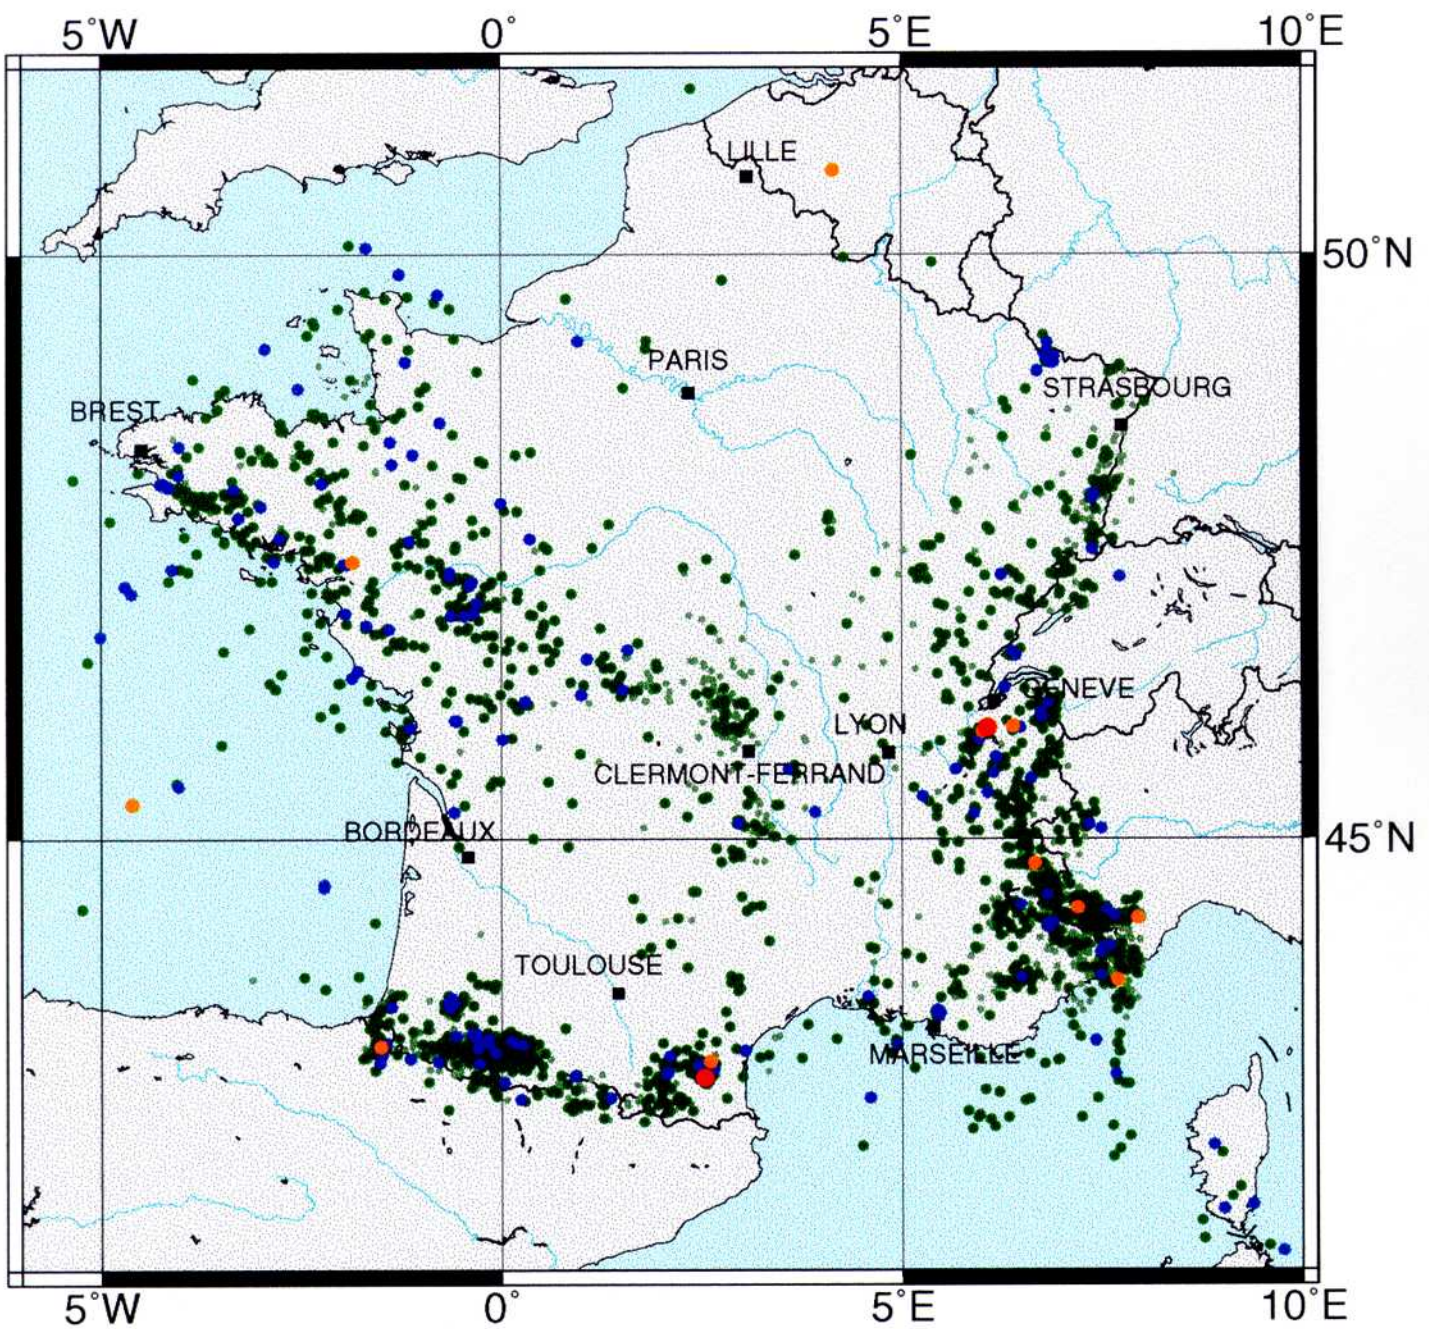 5°W 0° 5°E 10°E
LILLE
50°N
PARIS
STRASBOURG
BREST
GENEVE
LYON
CLERMONT-FERRAND
BORDEAUX
45°N
TOULOUSE
MARSEILLE
5°W 0° 5°E 10°E